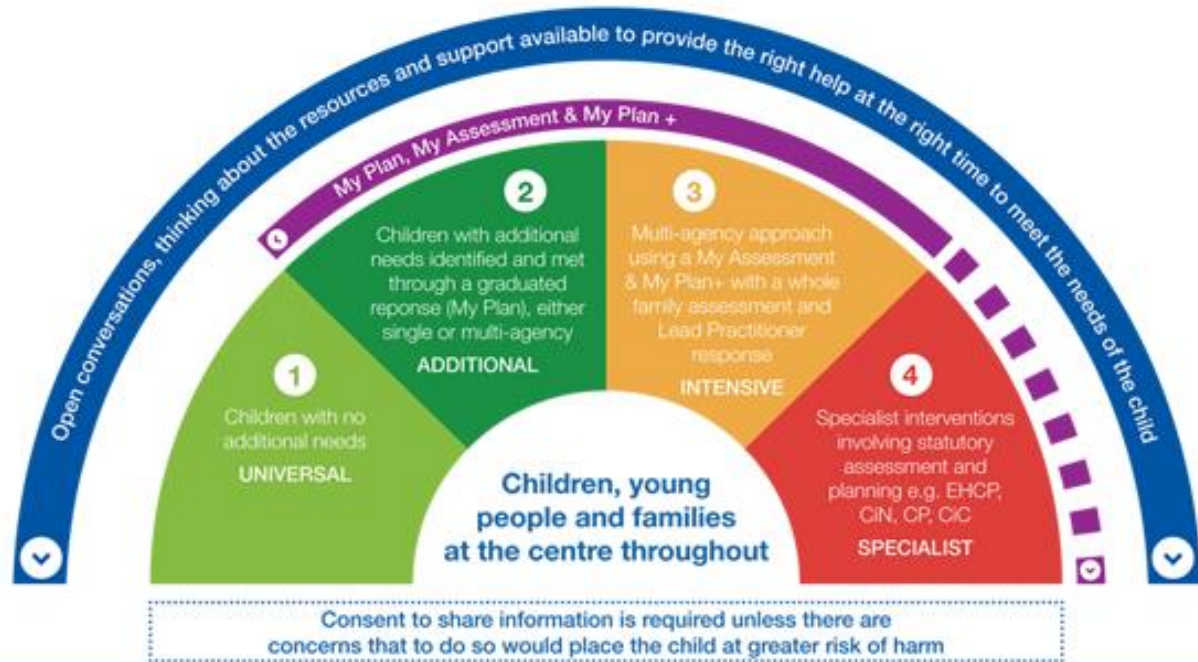 Open conversations, thinking about the resources and support available to provide the right help at the right time to meet the needs of the child
My Plan, My Assessment & My Plan +
1
Children with no
additional needs
UNIVERSAL
2
Children with additional
needs identified and met
through a graduated
reponse (My Plan), either
single or multi-agency
ADDITIONAL
3
Multi-agency approach
using a My Assessment
& My Plan+ with a whole
family assessment and
Lead Practitioner
response
INTENSIVE
4
Specialist interventions
involving statutory
assessment and
planning e.g. EHCP,
CiN, CP, CiC
SPECIALIST
Children, young
people and families
at the centre throughout
Consent to share information is required unless there are
concerns that to do so would place the child at greater risk of harm